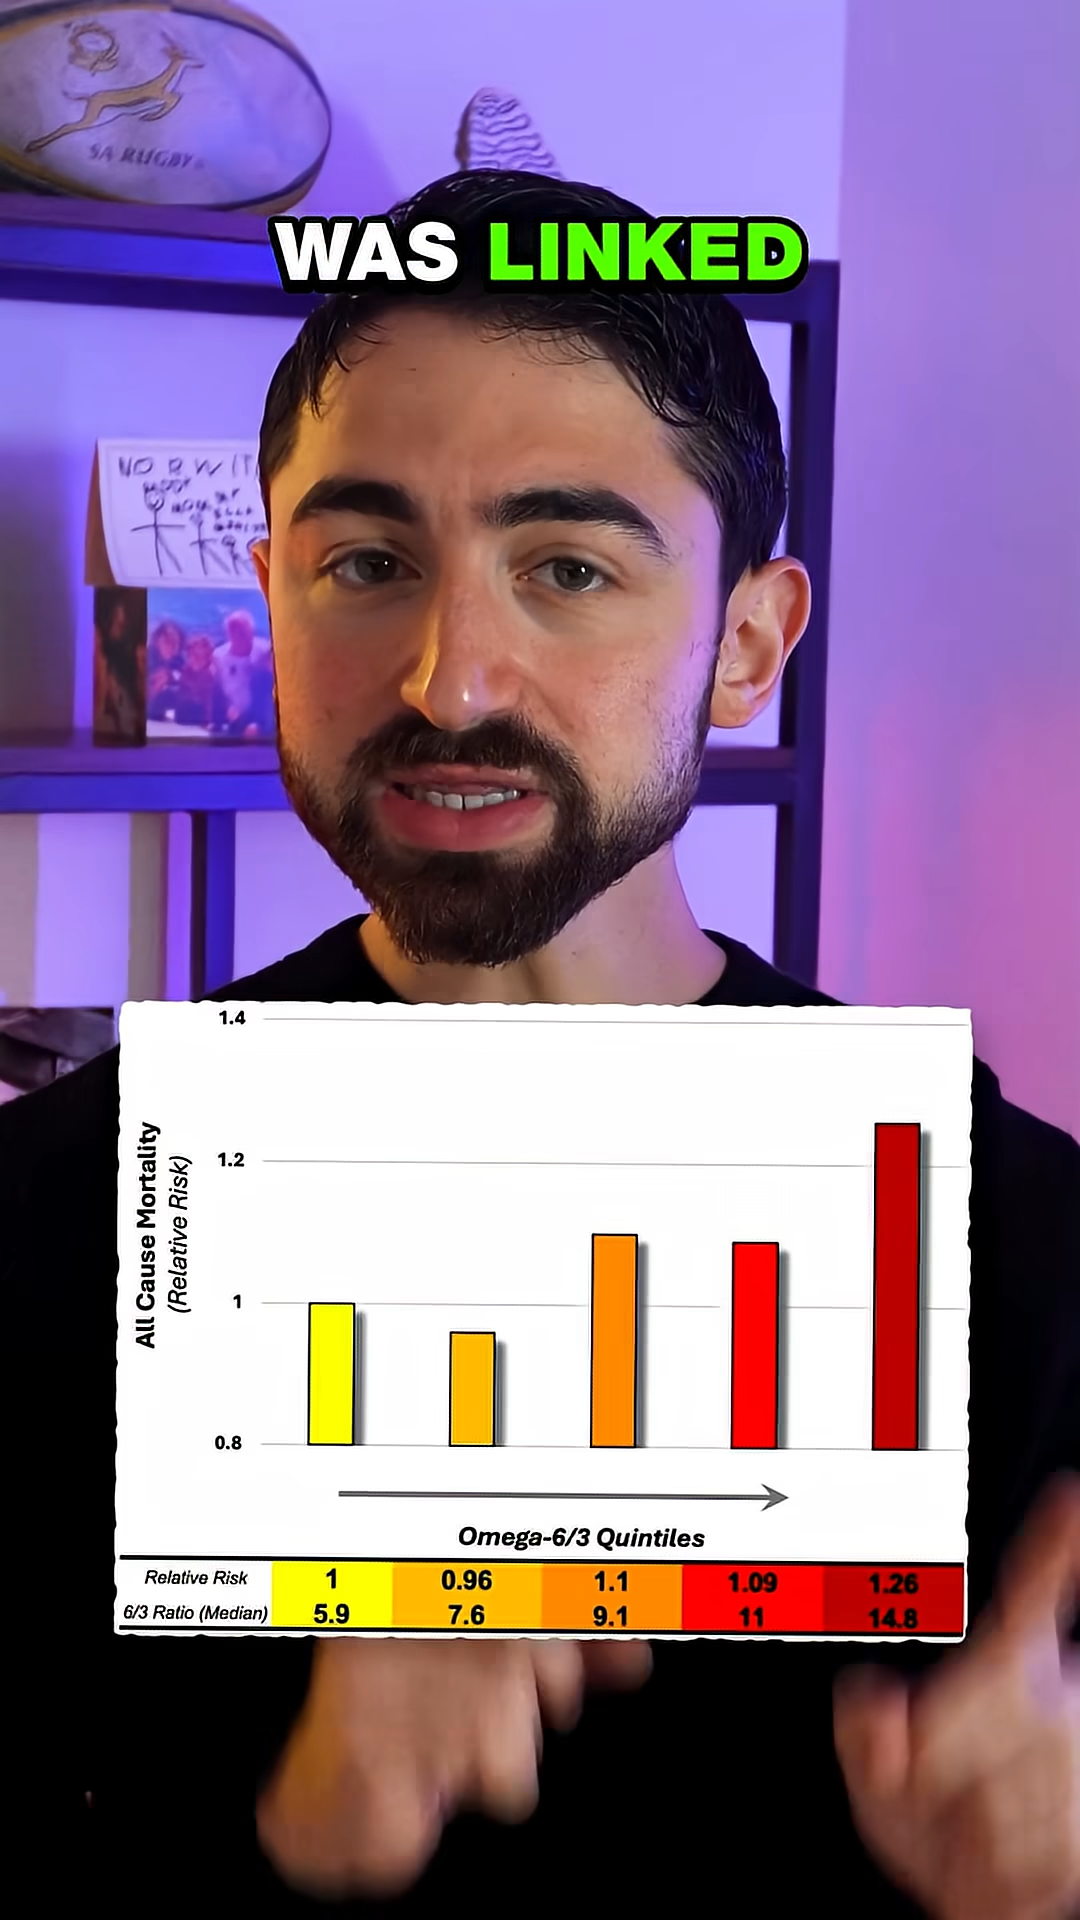 SA RUGBY
WAS LINKED
1.4
1.2
1
0.8
All Cause Mortality
(Relative Risk)
Omega-6/3 Quintiles
Relative Risk 1 0.96 1.1 1.09 1.26
6/3 Ratio (Median) 5.9 7.6 9.1 11 14.8